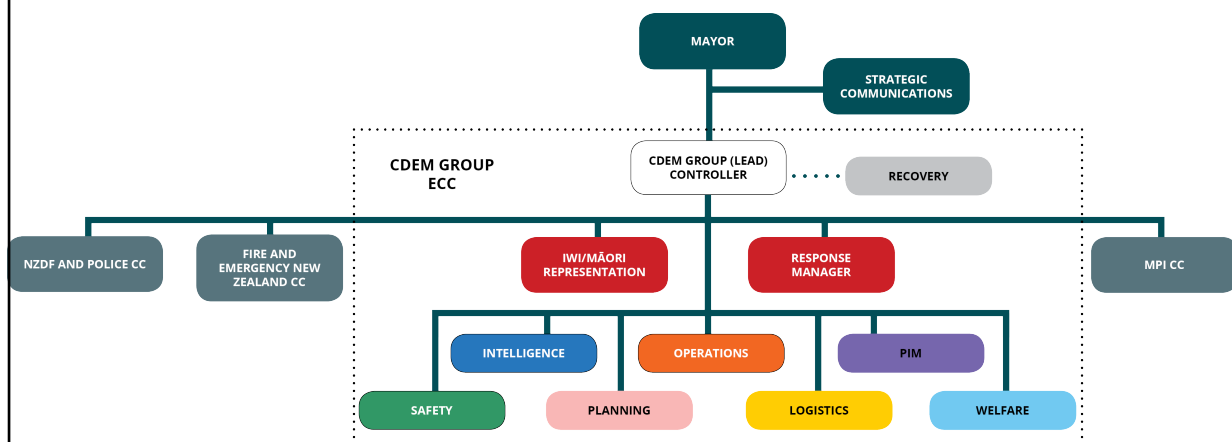 MAYOR
STRATEGIC
COMMUNICATIONS
CDEM GROUP
ECC
CDEM GROUP (LEAD)
CONTROLLER
RECOVERY
NZDF AND POLICE CC
FIRE AND
EMERGENCY NEW
ZEALAND CC
IWI/MĀORI
REPRESENTATION
RESPONSE
MANAGER
MPI CC
INTELLIGENCE
OPERATIONS
PIM
SAFETY
PLANNING
LOGISTICS
WELFARE